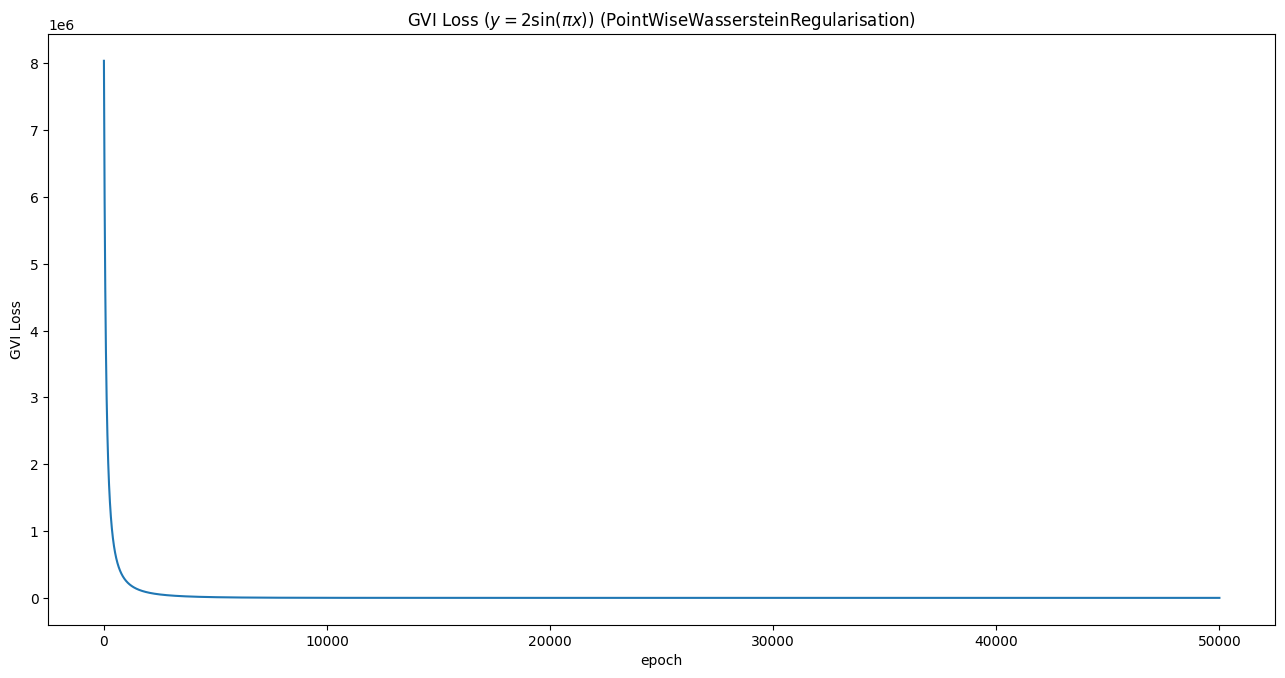 GVI Loss (y = 2sin(πx)) (PointWiseWassersteinRegularisation)
1e6
8
7
6
5
4
3
2
1
0
GVI Loss
0 10000 20000 30000 40000 50000
epoch